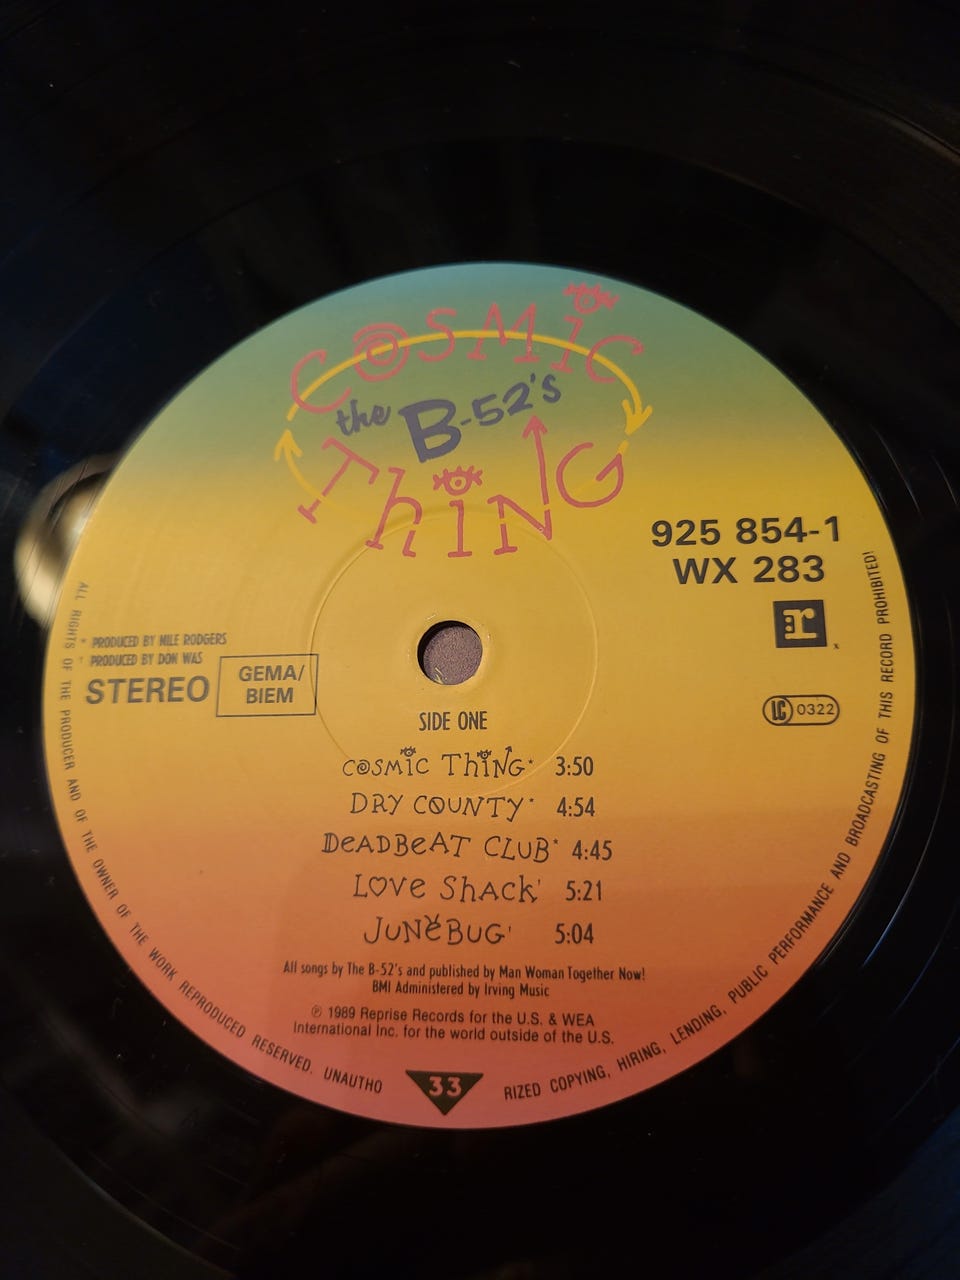 COSMIC
the B-52's
THING
925 854-1
WX 283
r
* PRODUCED BY NILE RODGERS
' PRODUCED BY DON WAS
STEREO
GEMA/
BIEM
LC 0322
SIDE ONE
COSMIC THING* 3:50
DRY COUNTY* 4:54
DEADBEAT CLUB* 4:45
LOVE SHACK' 5:21
JUNEBUG' 5:04
All songs by The B-52's and published by Man Woman Together Now!
BMI Administered by Irving Music
℗ 1989 Reprise Records for the U.S. & WEA
International Inc. for the world outside of the U.S.
33
ALL RIGHTS OF THE PRODUCER AND OF THE OWNER OF THE WORK REPRODUCED RESERVED. UNAUTHO RIZED COPYING, HIRING, LENDING, PUBLIC PERFORMANCE AND BROADCASTING OF THIS RECORD PROHIBITED!